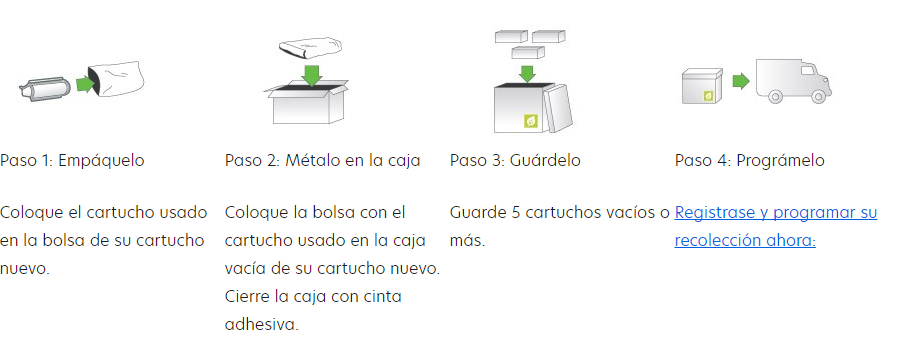 Paso 1: Empáquelo
Coloque el cartucho usado
en la bolsa de su cartucho
nuevo.
Paso 2: Métalo en la caja
Coloque la bolsa con el
cartucho usado en la caja
vacía de su cartucho nuevo.
Cierre la caja con cinta
adhesiva.
Paso 3: Guárdelo
Guarde 5 cartuchos vacíos o
más.
Paso 4: Prográmelo
Registrase y programar su
recolección ahora: